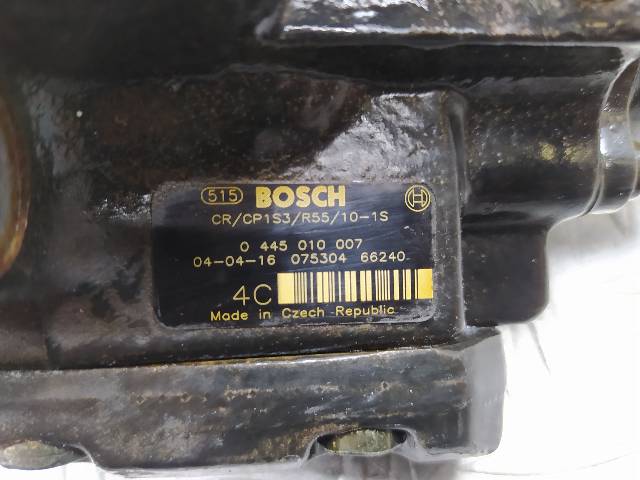 515 BOSCH
CR/CP1S3/R55/10-1S
0 445 010 007
04-04-16 075304 66240
4C
Made in Czech Republic